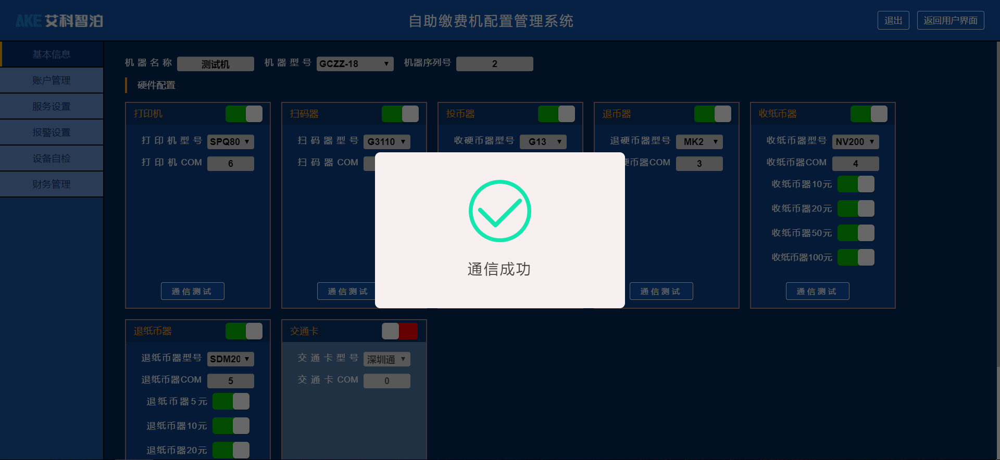 AKE 艾科智泊
自助缴费机配置管理系统
退出
返回用户界面
基本信息
账户管理
服务设置
报警设置
设备自检
财务管理
机器名称 测试机 机器型号 GCZZ-18 机器序列号 2
硬件配置
打印机
打印机型号 SPQ80
打印机COM 6
通信测试
扫码器
扫码器型号 G3110
扫码器COM
通信测试
投币器
收硬币器型号 G13
退币器
退硬币器型号 MK2
硬币器COM 3
通信测试
收纸币器
收纸币器型号 NV200
收纸币器COM 4
收纸币器10元
收纸币器20元
收纸币器50元
收纸币器100元
通信测试
通信成功
退纸币器
退纸币器型号 SDM20
退纸币器COM 5
退纸币器5元
退纸币器10元
退纸币器20元
交通卡
交通卡型号 深圳通
交通卡COM 0